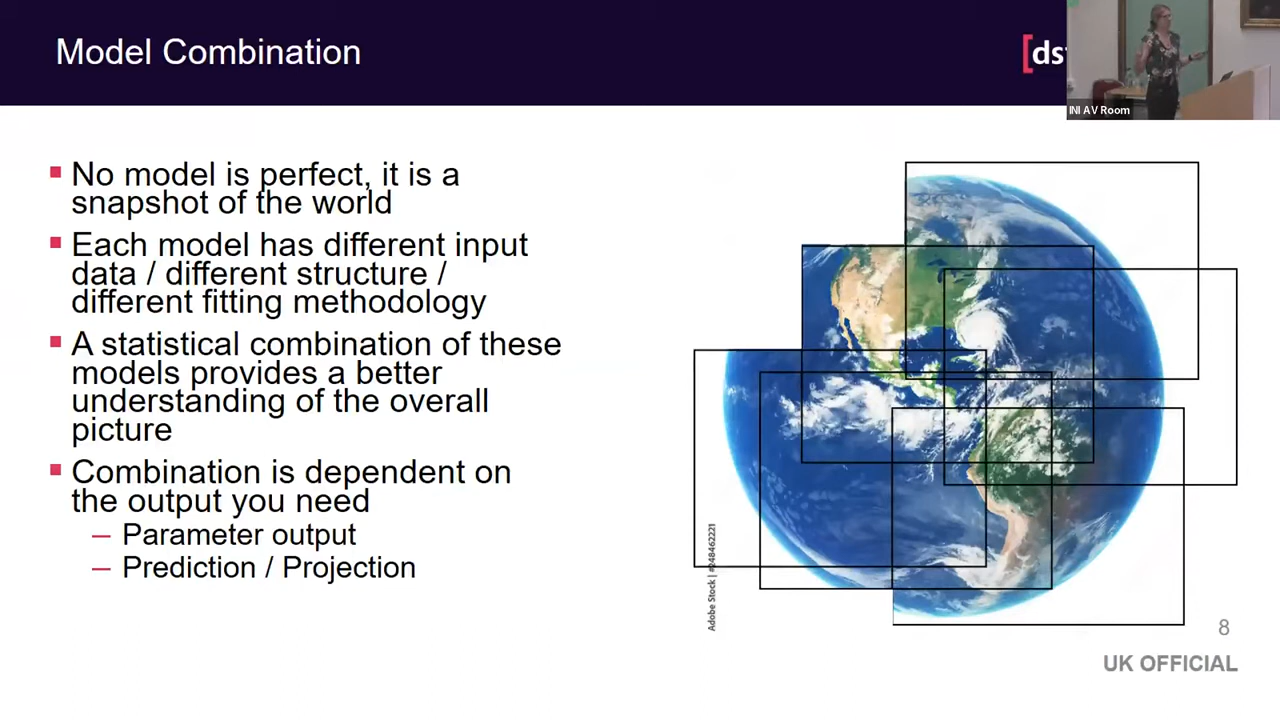 Model Combination
[ds
INI AV Room
No model is perfect, it is a
snapshot of the world
Each model has different input
data / different structure /
different fitting methodology
A statistical combination of these
models provides a better
understanding of the overall
picture
Combination is dependent on
the output you need
– Parameter output
– Prediction / Projection
Adobe Stock | #248462221
8
UK OFFICIAL